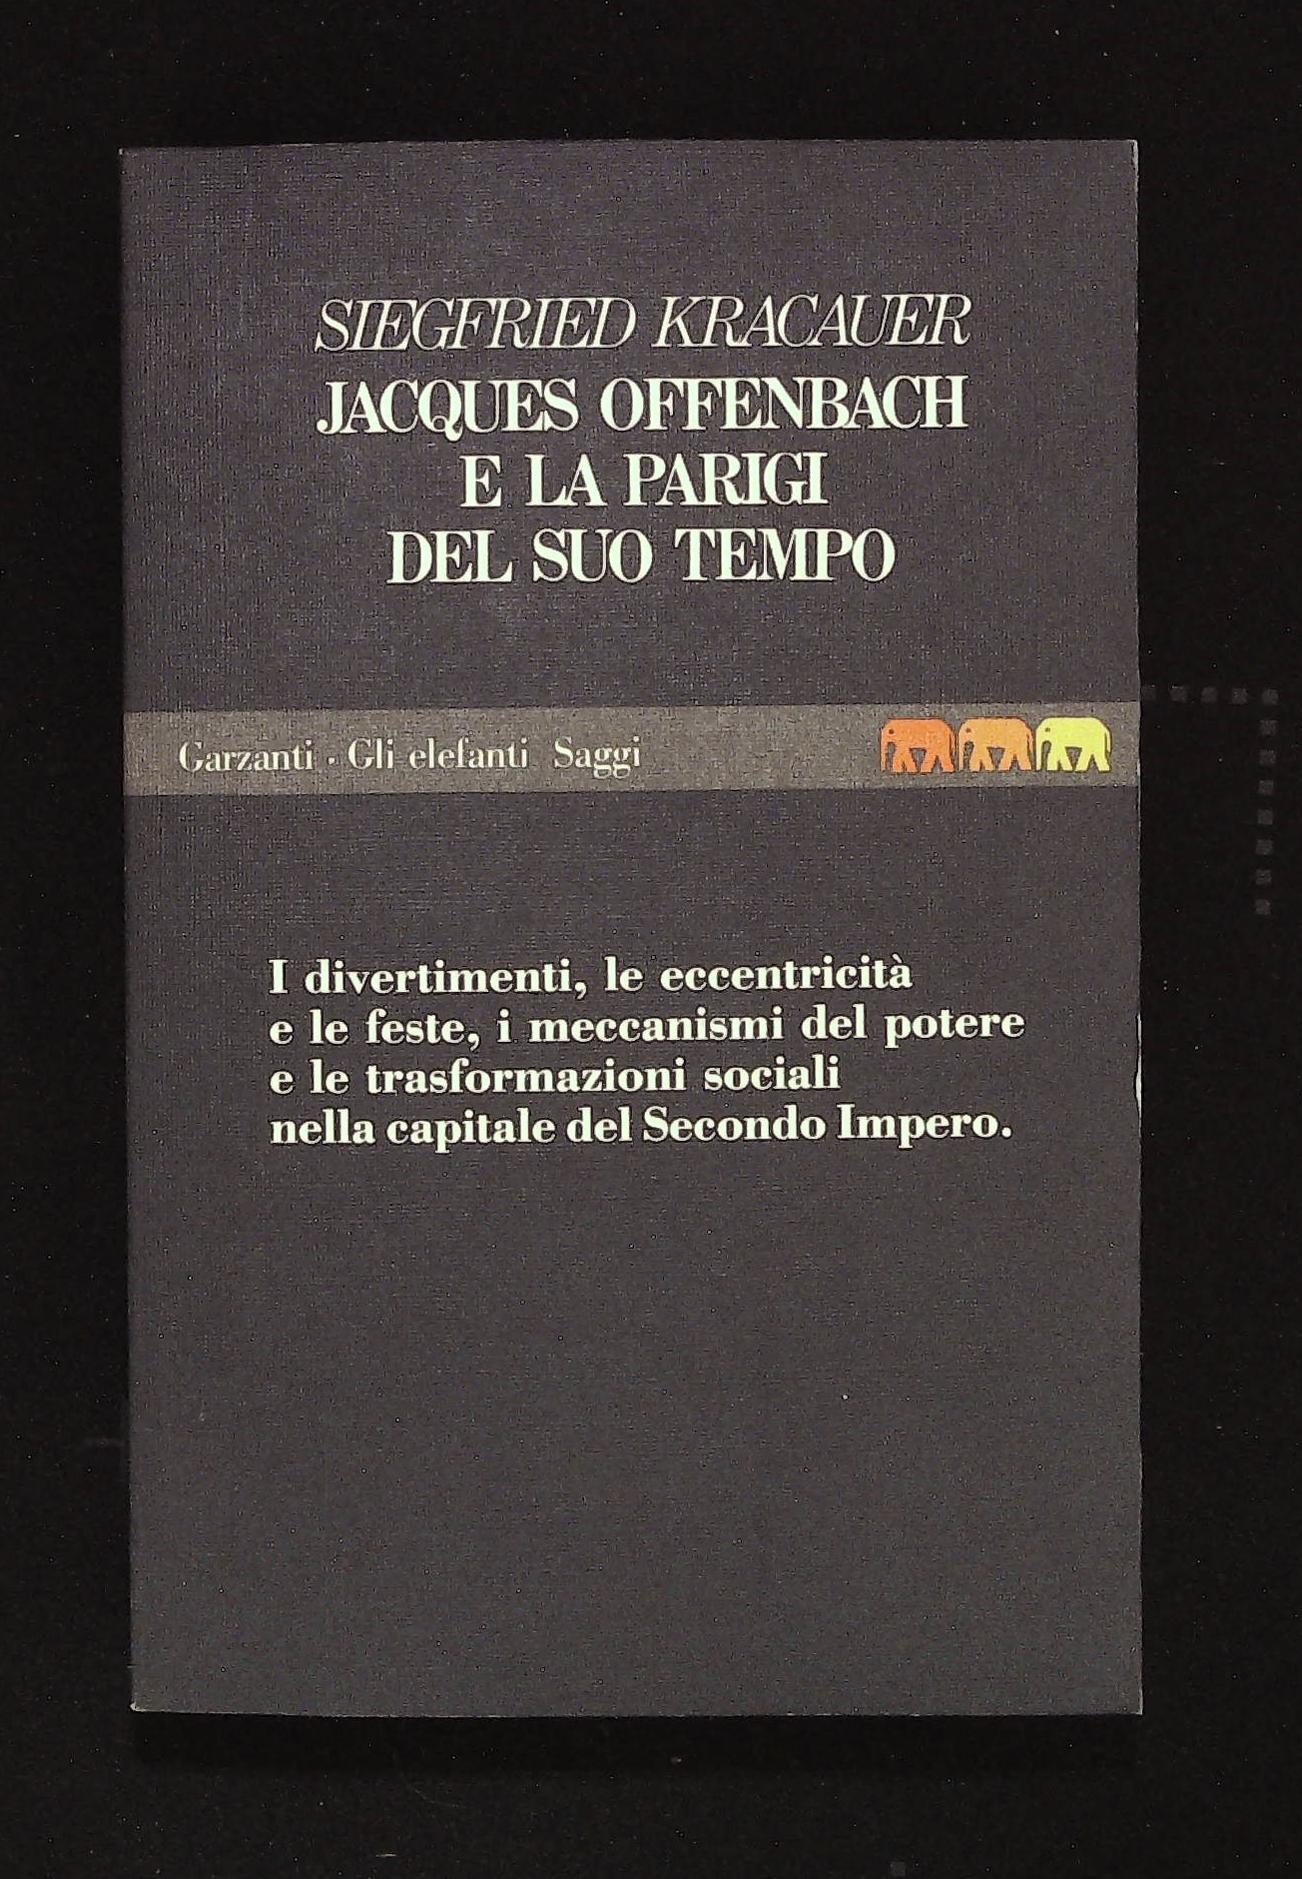 SIEGFRIED KRACAUER
JACQUES OFFENBACH
E LA PARIGI
DEL SUO TEMPO
Garzanti · Gli elefanti Saggi
I divertimenti, le eccentricità
e le feste, i meccanismi del potere
e le trasformazioni sociali
nella capitale del Secondo Impero.